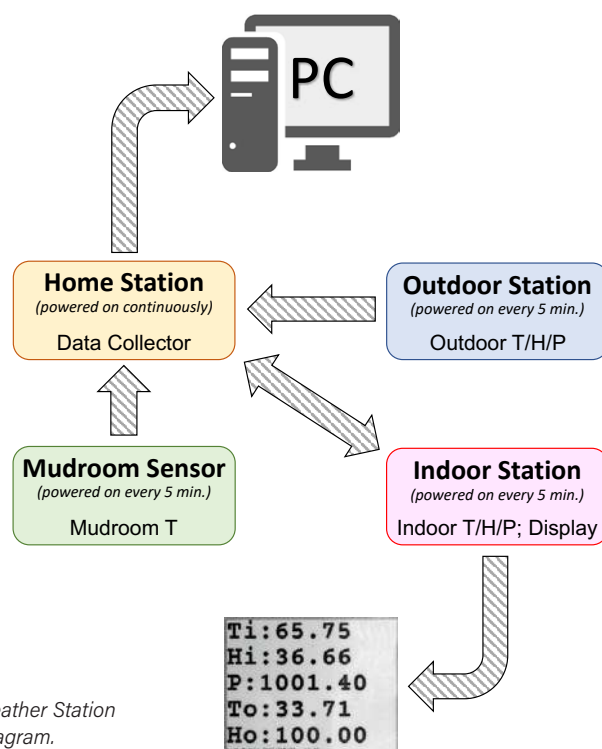 PC
Home Station
(powered on continuously)
Data Collector
Outdoor Station
(powered on every 5 min.)
Outdoor T/H/P
Mudroom Sensor
(powered on every 5 min.)
Mudroom T
Indoor Station
(powered on every 5 min.)
Indoor T/H/P; Display
Ti:65.75
Hi:36.66
P:1001.40
To:33.71
Ho:100.00
Station